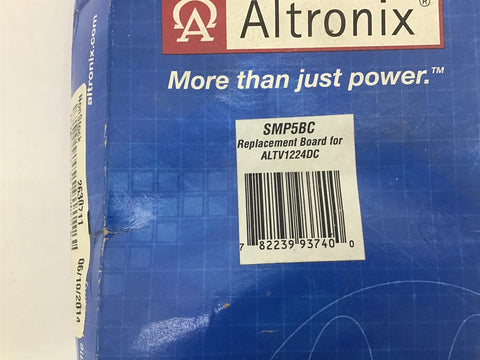 Altronix®
More than just power.™
SMP5BC
Replacement Board for
ALTV1224DC
7 82239 93740 0
altronix.com
2630711
06/10/2014